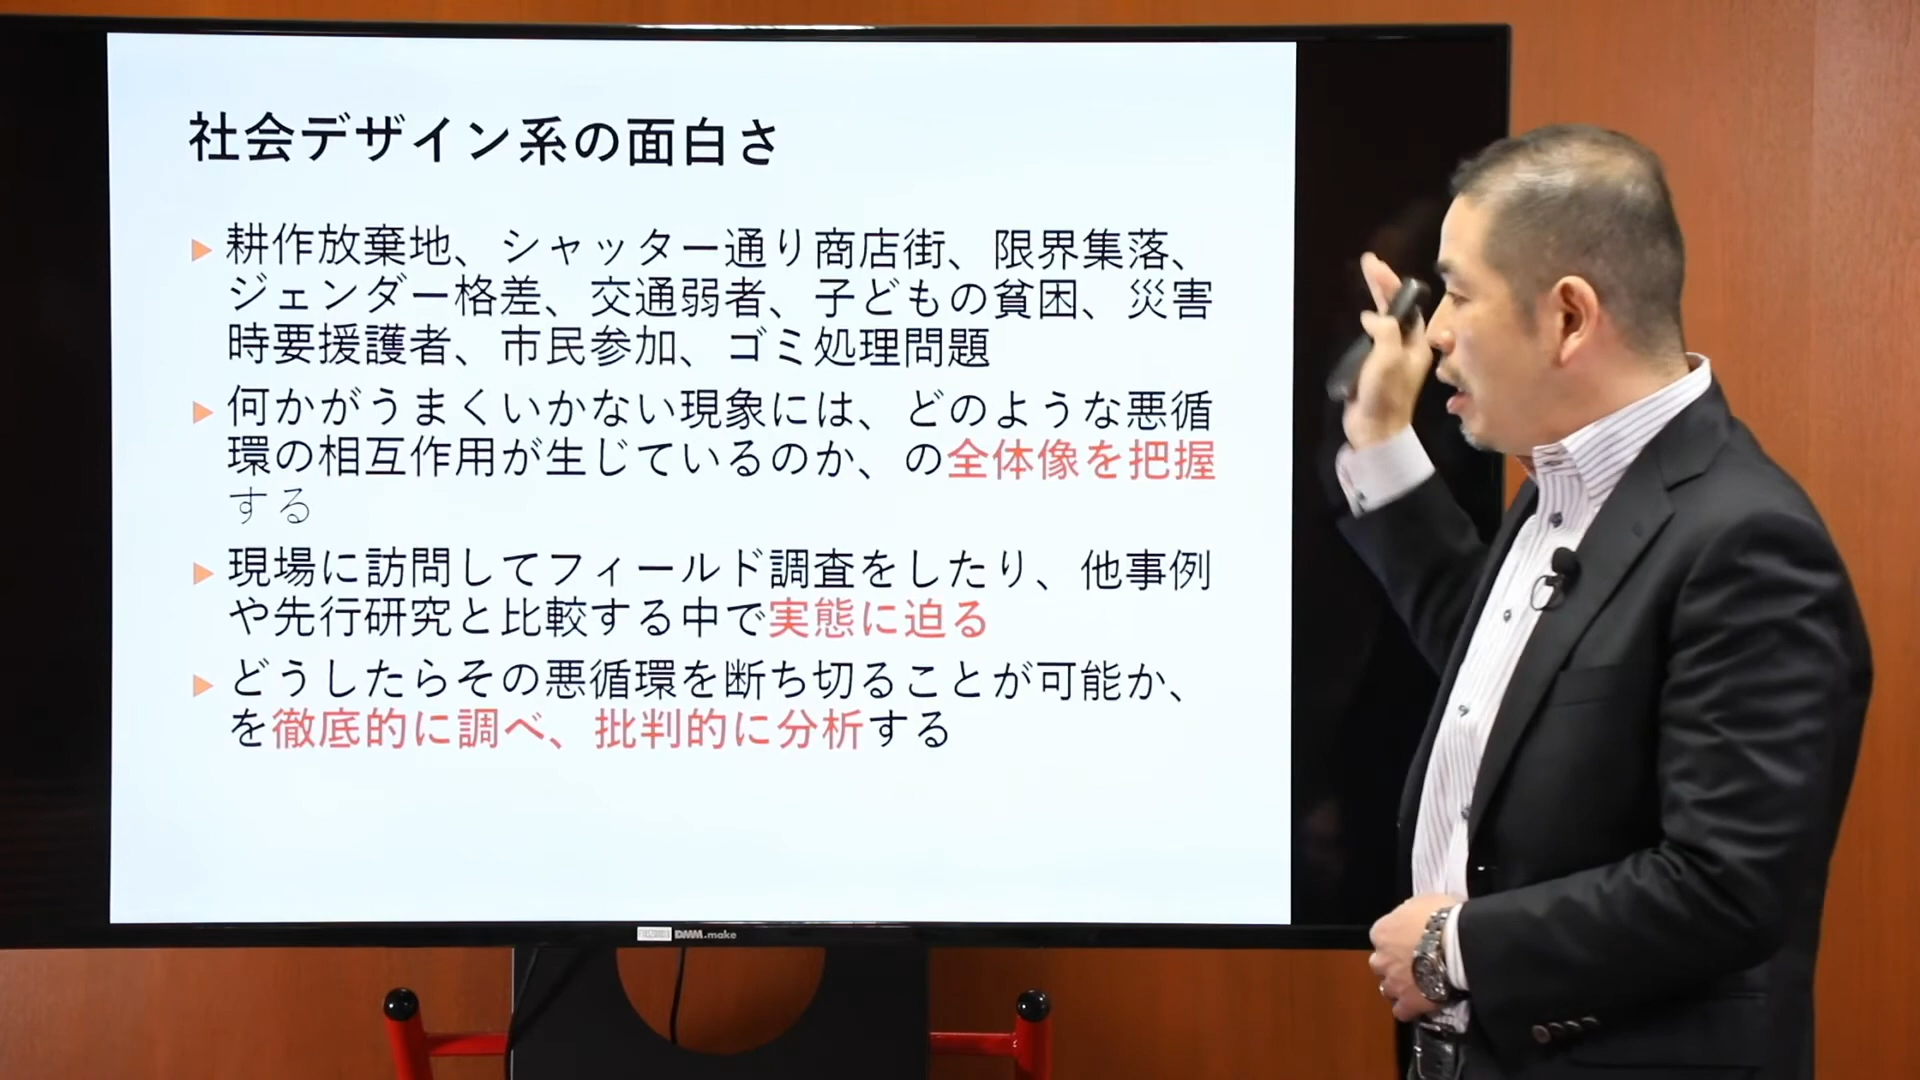 社会デザイン系の面白さ
耕作放棄地、シャッター通り商店街、限界集落、
ジェンダー格差、交通弱者、子どもの貧困、災害
時要援護者、市民参加、ゴミ処理問題
何かがうまくいかない現象には、どのような悪循
環の相互作用が生じているのか、の全体像を把握
する
現場に訪問してフィールド調査をしたり、他事例
や先行研究と比較する中で実態に迫る
どうしたらその悪循環を断ち切ることが可能か、
を徹底的に調べ、批判的に分析する
DMM.make